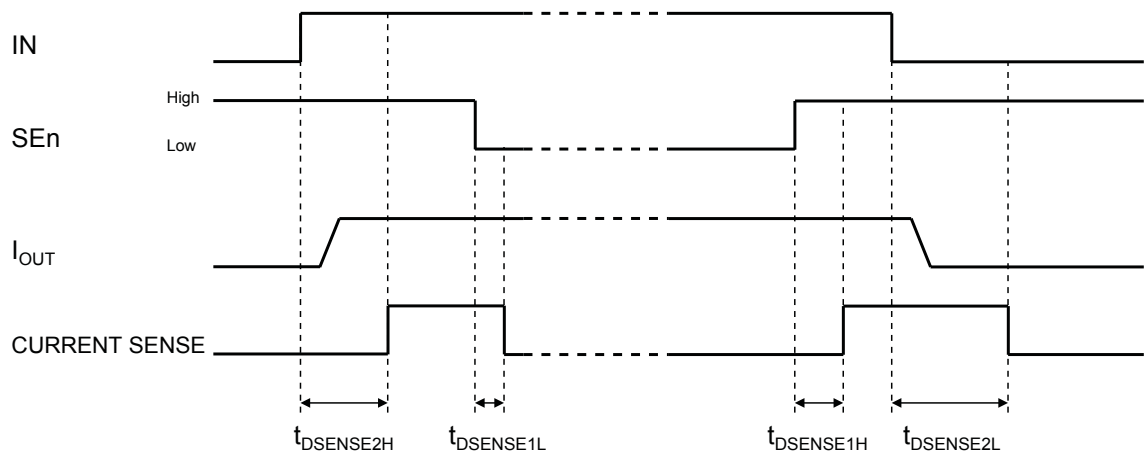 IN
High
SEn
Low
IOUT
CURRENT SENSE
tDSENSE2H
tDSENSE1L
tDSENSE1H
tDSENSE2L